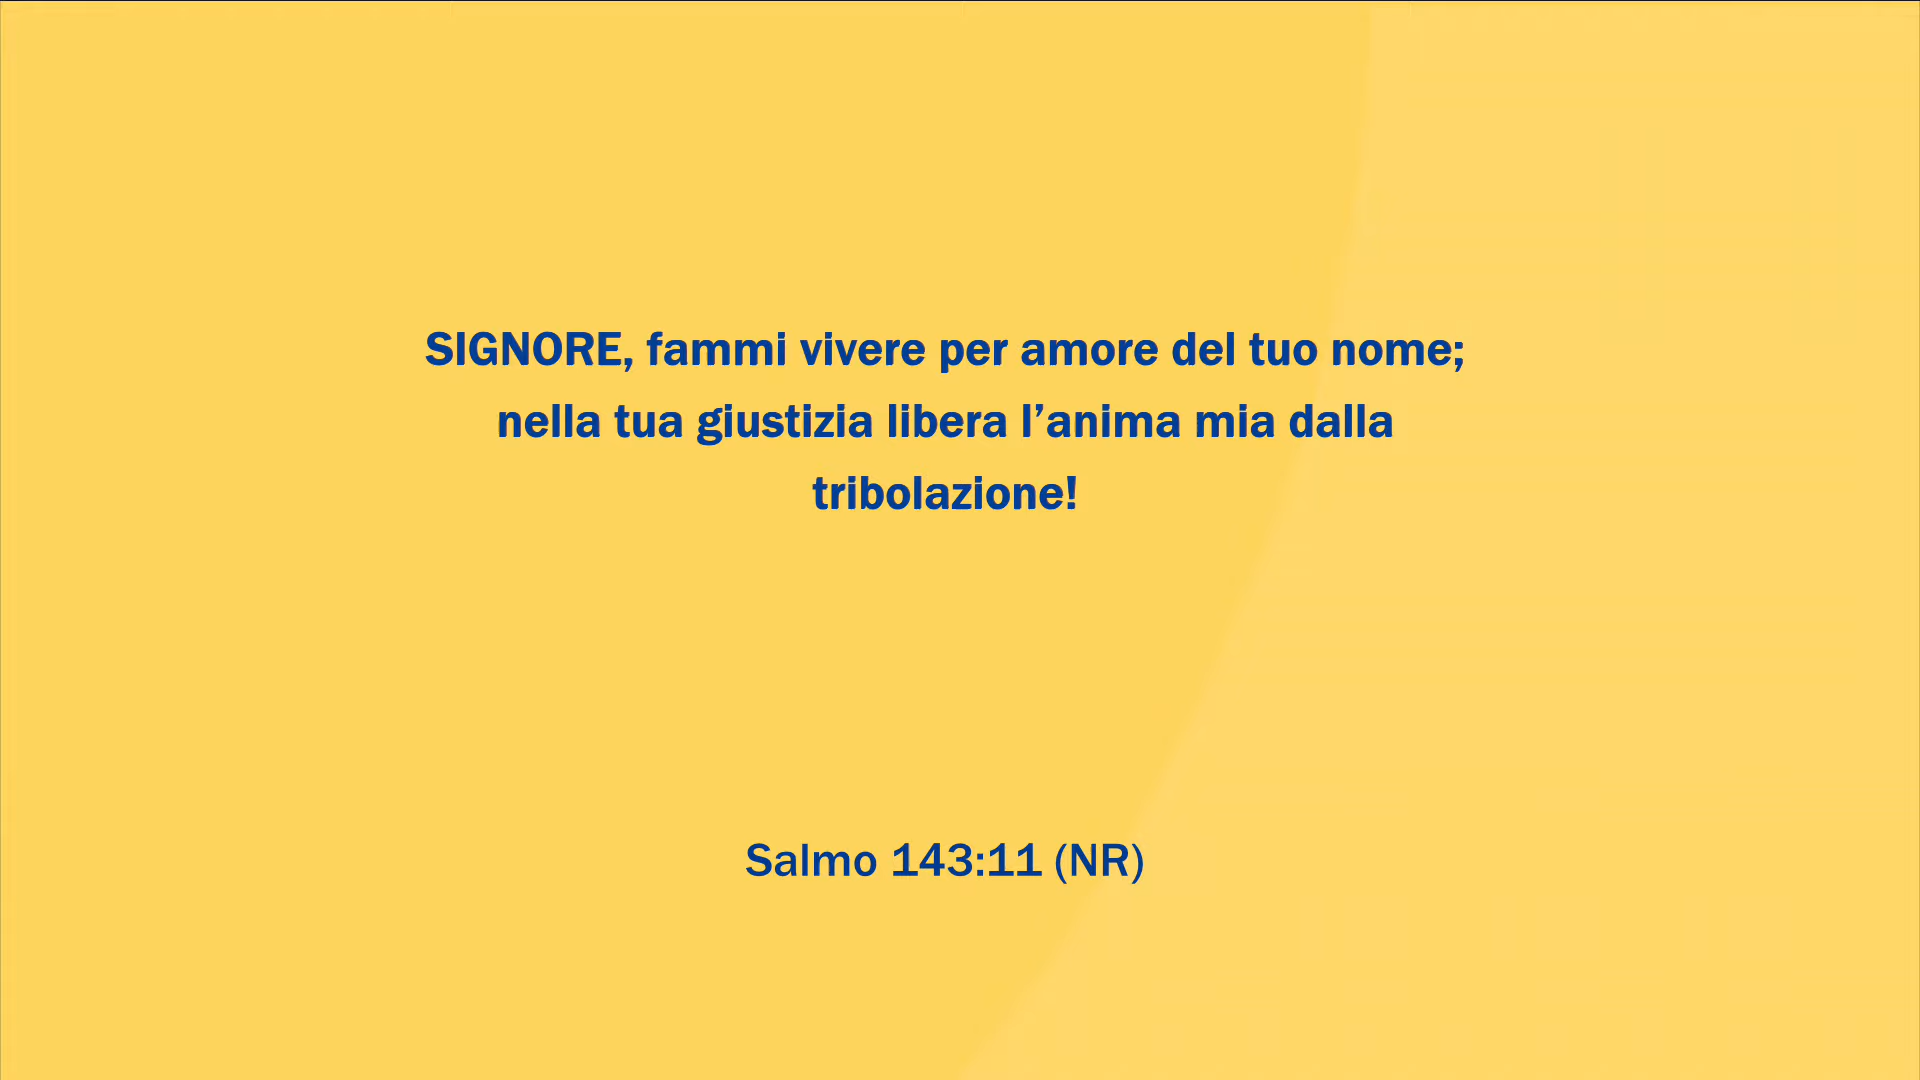 SIGNORE, fammi vivere per amore del tuo nome;
nella tua giustizia libera l’anima mia dalla
tribolazione!
Salmo 143:11 (NR)